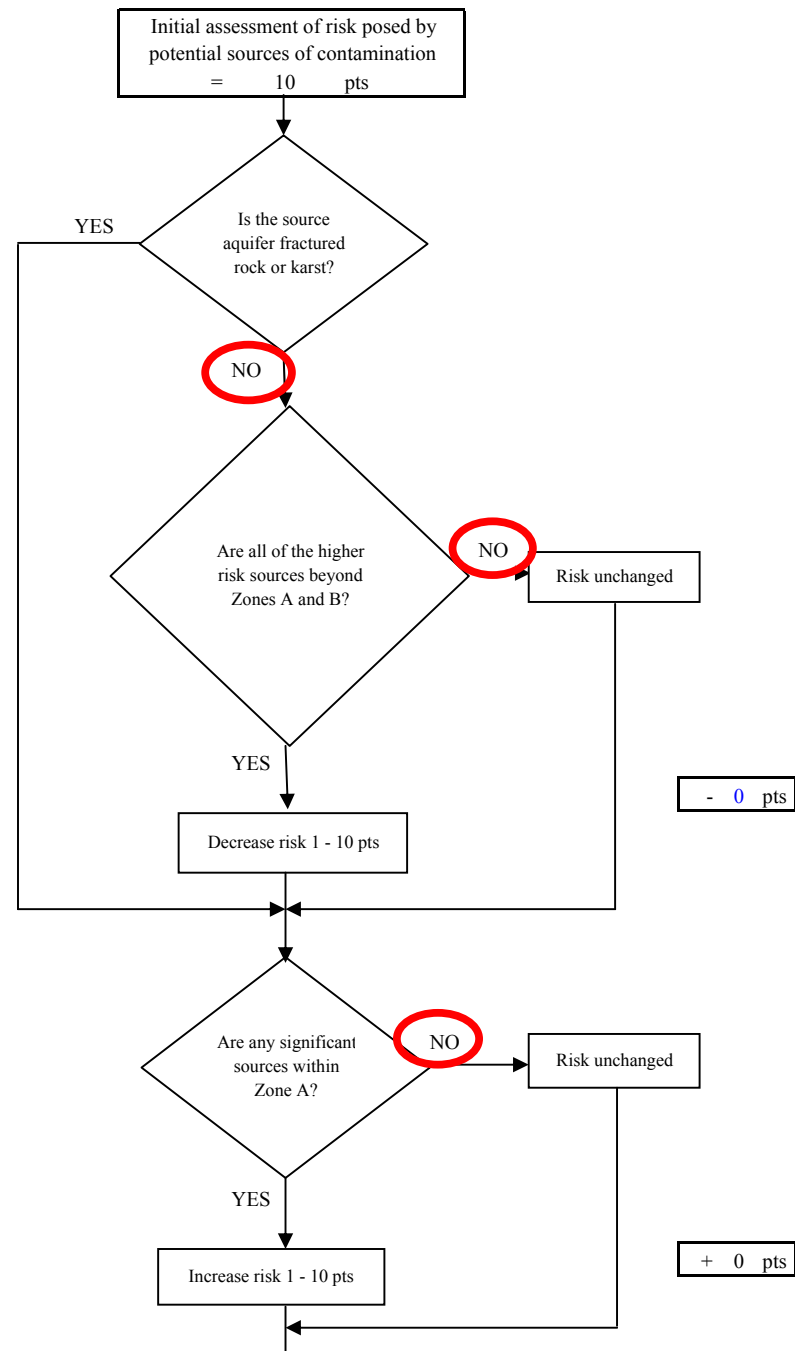 Initial assessment of risk posed by
potential sources of contamination
= 10 pts
YES
Is the source
aquifer fractured
rock or karst?
NO
Are all of the higher
risk sources beyond
Zones A and B?
NO
Risk unchanged
YES
- 0 pts
Decrease risk 1 - 10 pts
Are any significant
sources within
Zone A?
NO
Risk unchanged
YES
+ 0 pts
Increase risk 1 - 10 pts